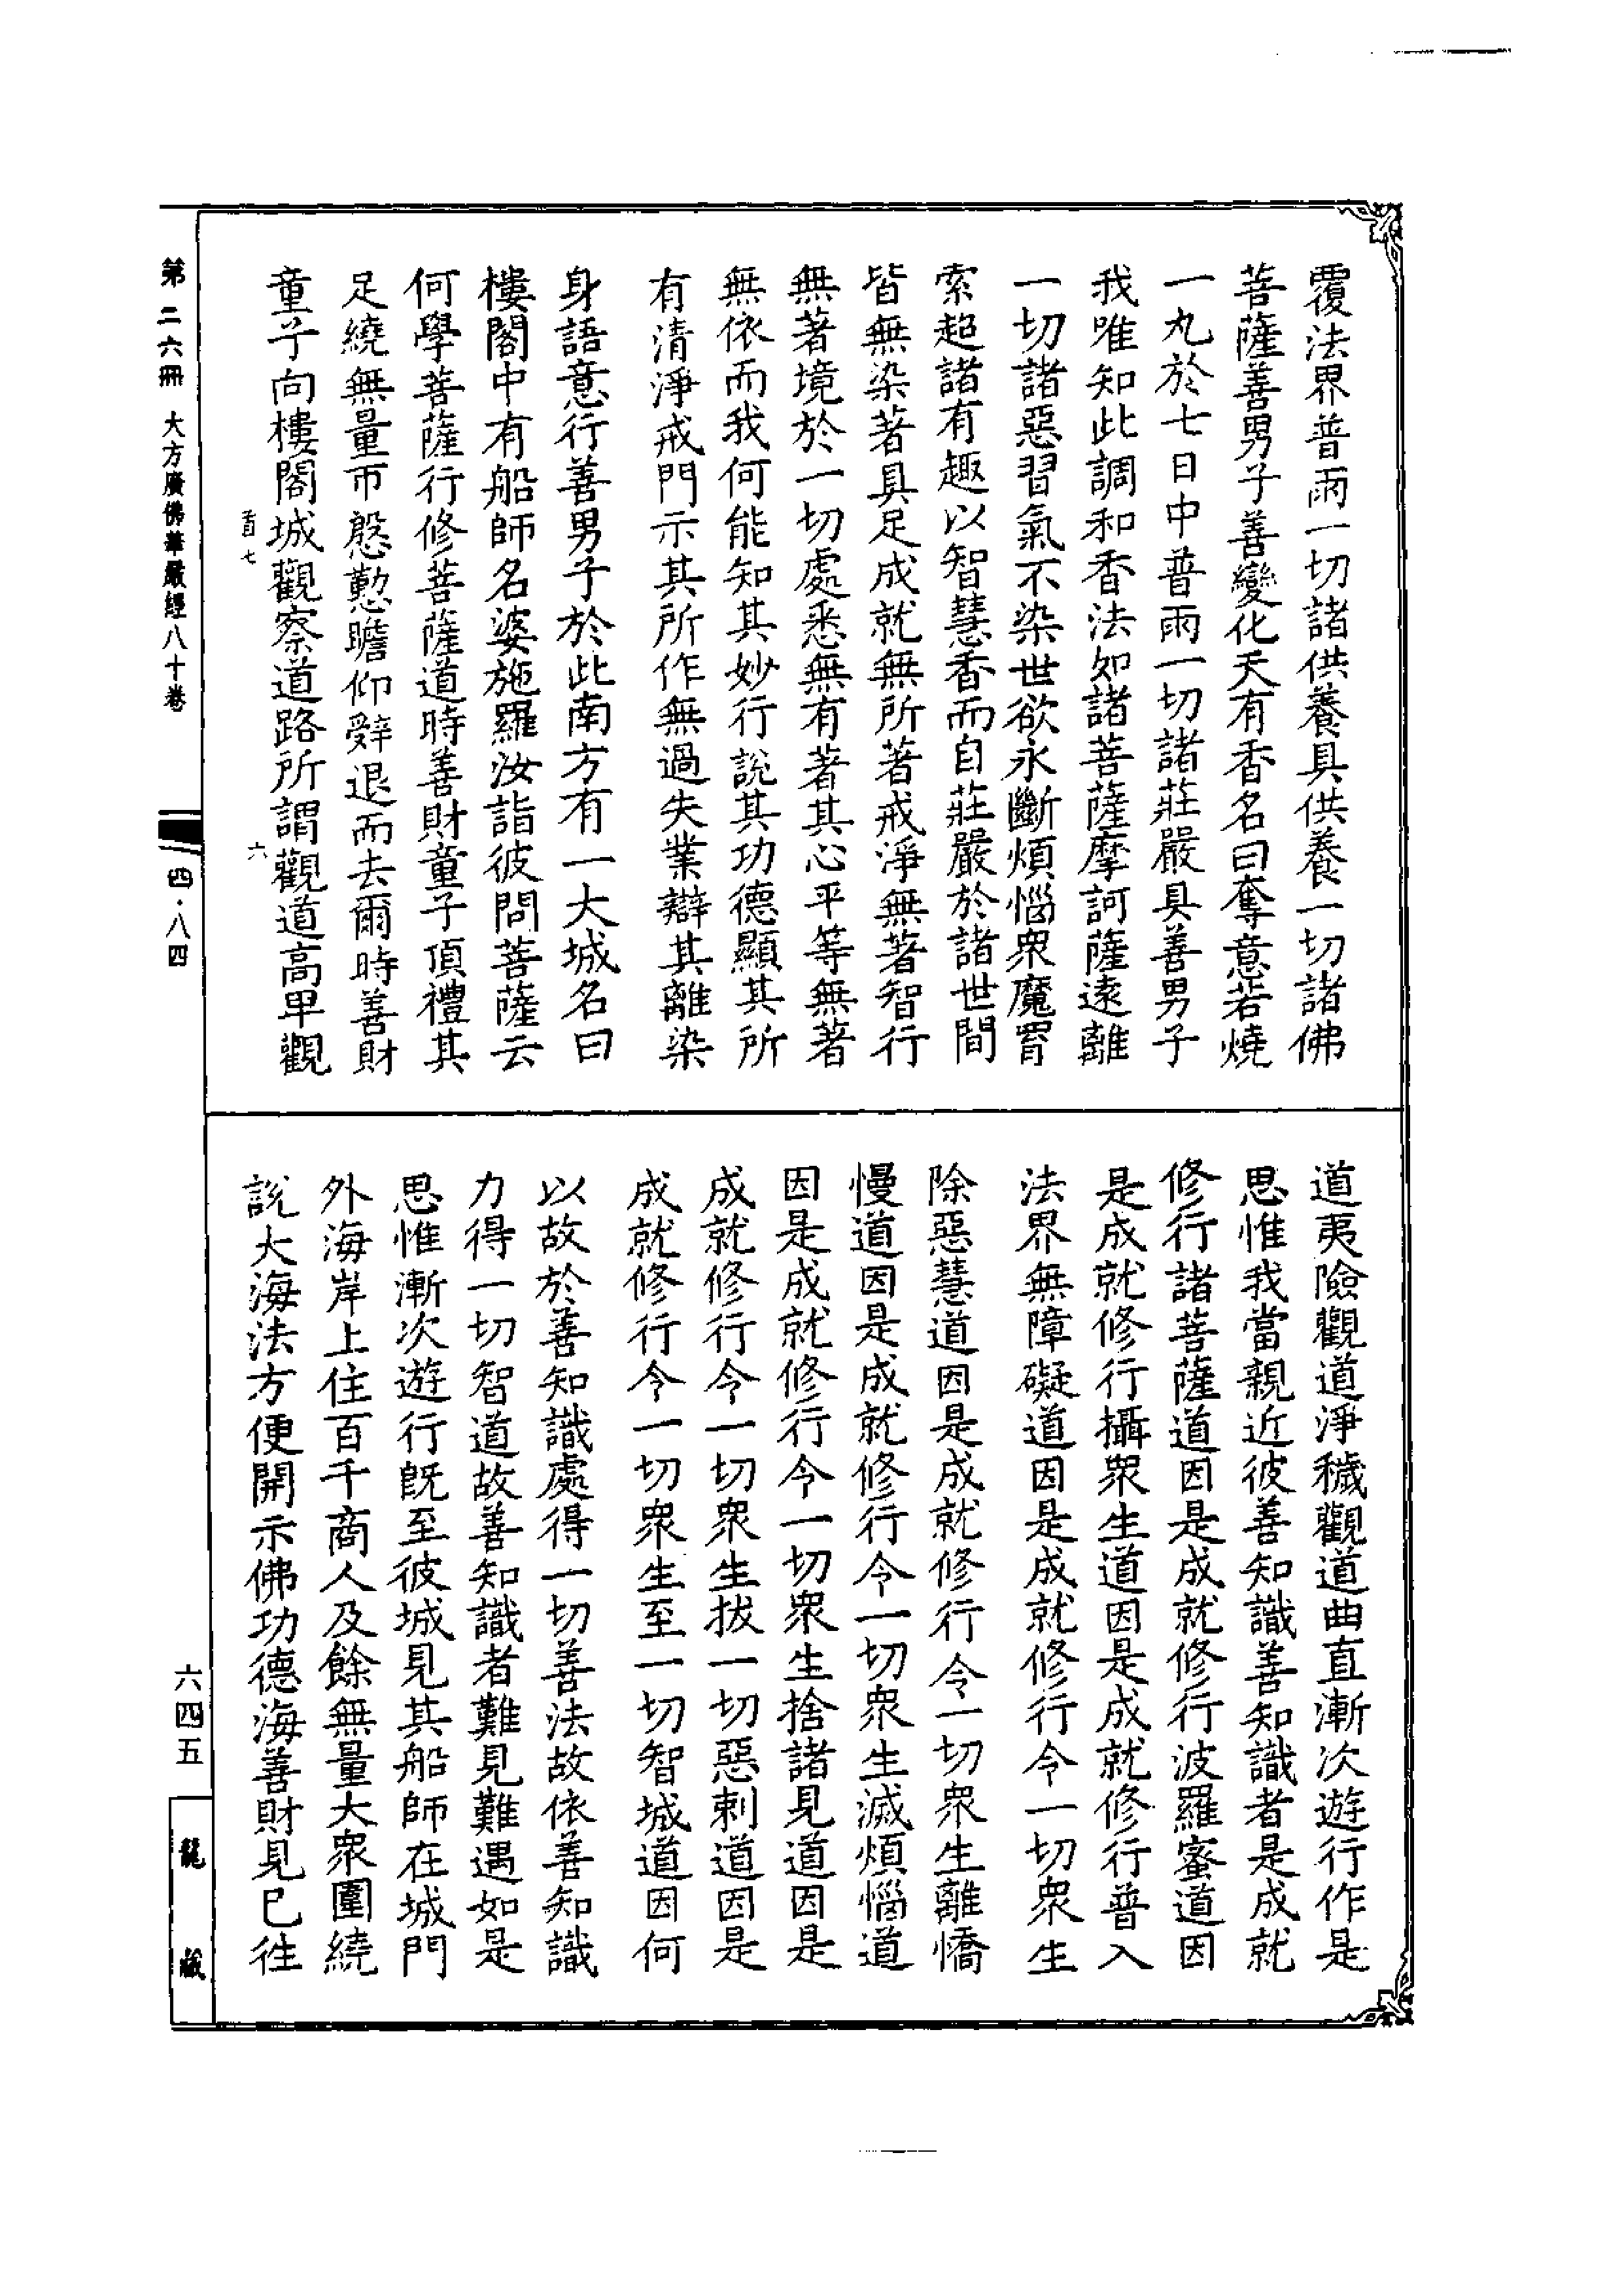 覆法界普雨一切諸供養具供養一切諸佛
菩薩善男子善變化天有香名曰奪意若燒
一丸於七日中普雨一切諸莊嚴具善男子
我唯知此調和香法如諸菩薩摩訶薩遠離
一切諸惡習氣不染世欲永斷煩惱衆魔罥
索超諸有趣以智慧香而自莊嚴於諸世間
皆無染著具足成就無所著戒淨無著智行
無著境於一切處悉無有著其心平等無著
無依而我何能知其妙行說其功德顯其所
有清淨戒門示其所作無過失業辯其離染
身語意行善男子於此南方有一大城名曰
樓閣中有船師名婆施羅汝詣彼問菩薩云
何學菩薩行修菩薩道時善財童子頂禮其
足繞無量帀慇懃瞻仰辭退而去爾時善財
童子向樓閣城觀察道路所謂觀道高卑觀
道夷險觀道淨穢觀道曲直漸次遊行作是
思惟我當親近彼善知識善知識者是成就
修行諸菩薩道因是成就修行波羅蜜道因
是成就修行攝衆生道因是成就修行普入
法界無障礙道因是成就修行令一切衆生
除惡慧道因是成就修行令一切衆生離憍
慢道因是成就修行令一切衆生滅煩惱道
因是成就修行令一切衆生捨諸見道因是
成就修行令一切衆生拔一切惡刺道因是
成就修行令一切衆生至一切智城道因何
以故於善知識處得一切善法故依善知識
力得一切智道故善知識者難見難遇如是
思惟漸次遊行既至彼城見其船師在城門
外海岸上住百千商人及餘無量大衆圍繞
說大海法方便開示佛功德海善財見已往
七
六
第二六冊 大方廣佛華嚴經八十卷
四·八四
六四五
龍藏